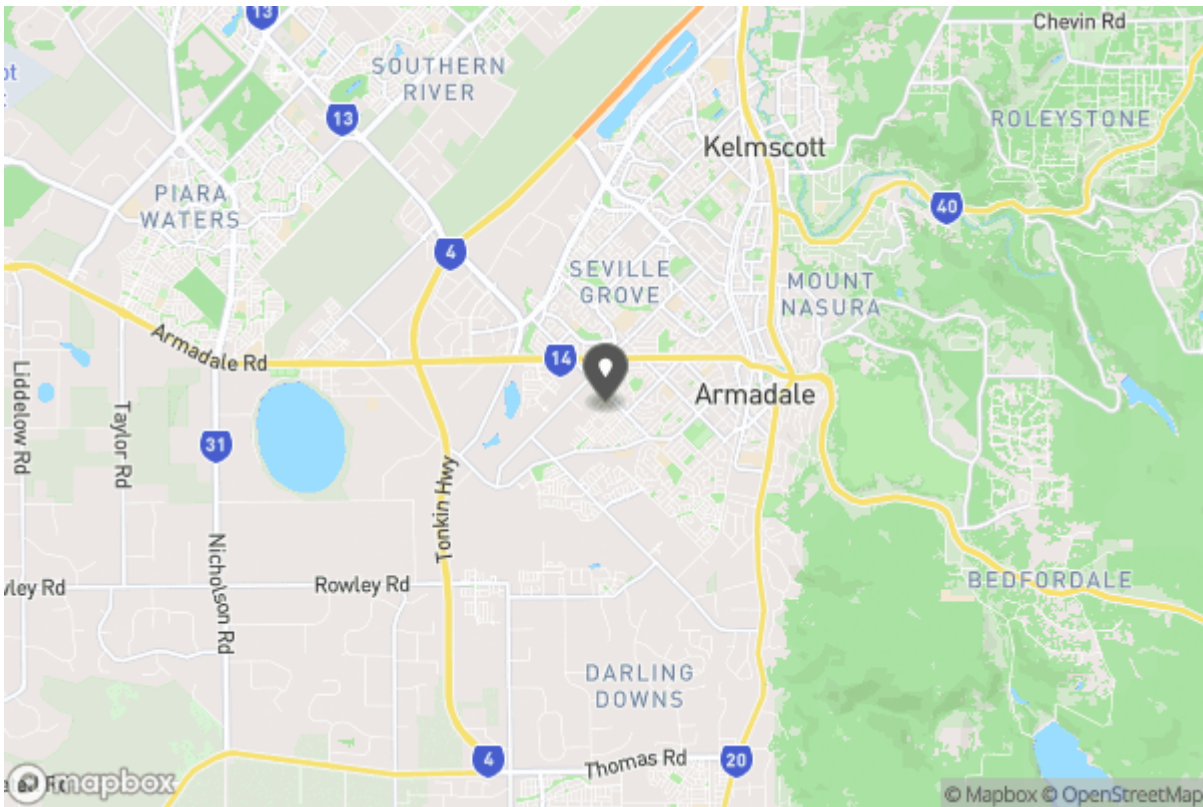 13
Chevin Rd
SOUTHERN
RIVER
13
ROLEYSTONE
Kelmscott
PIARA
WATERS
40
4
SEVILLE
GROVE
MOUNT
NASURA
Armadale Rd
14
Liddelow Rd
Taylor Rd
Armadale
31
Tonkin Hwy
Nicholson Rd
Rowley Rd
BEDFORDALE
DARLING
DOWNS
4
Thomas Rd
20
mapbox
© Mapbox © OpenStreetMap